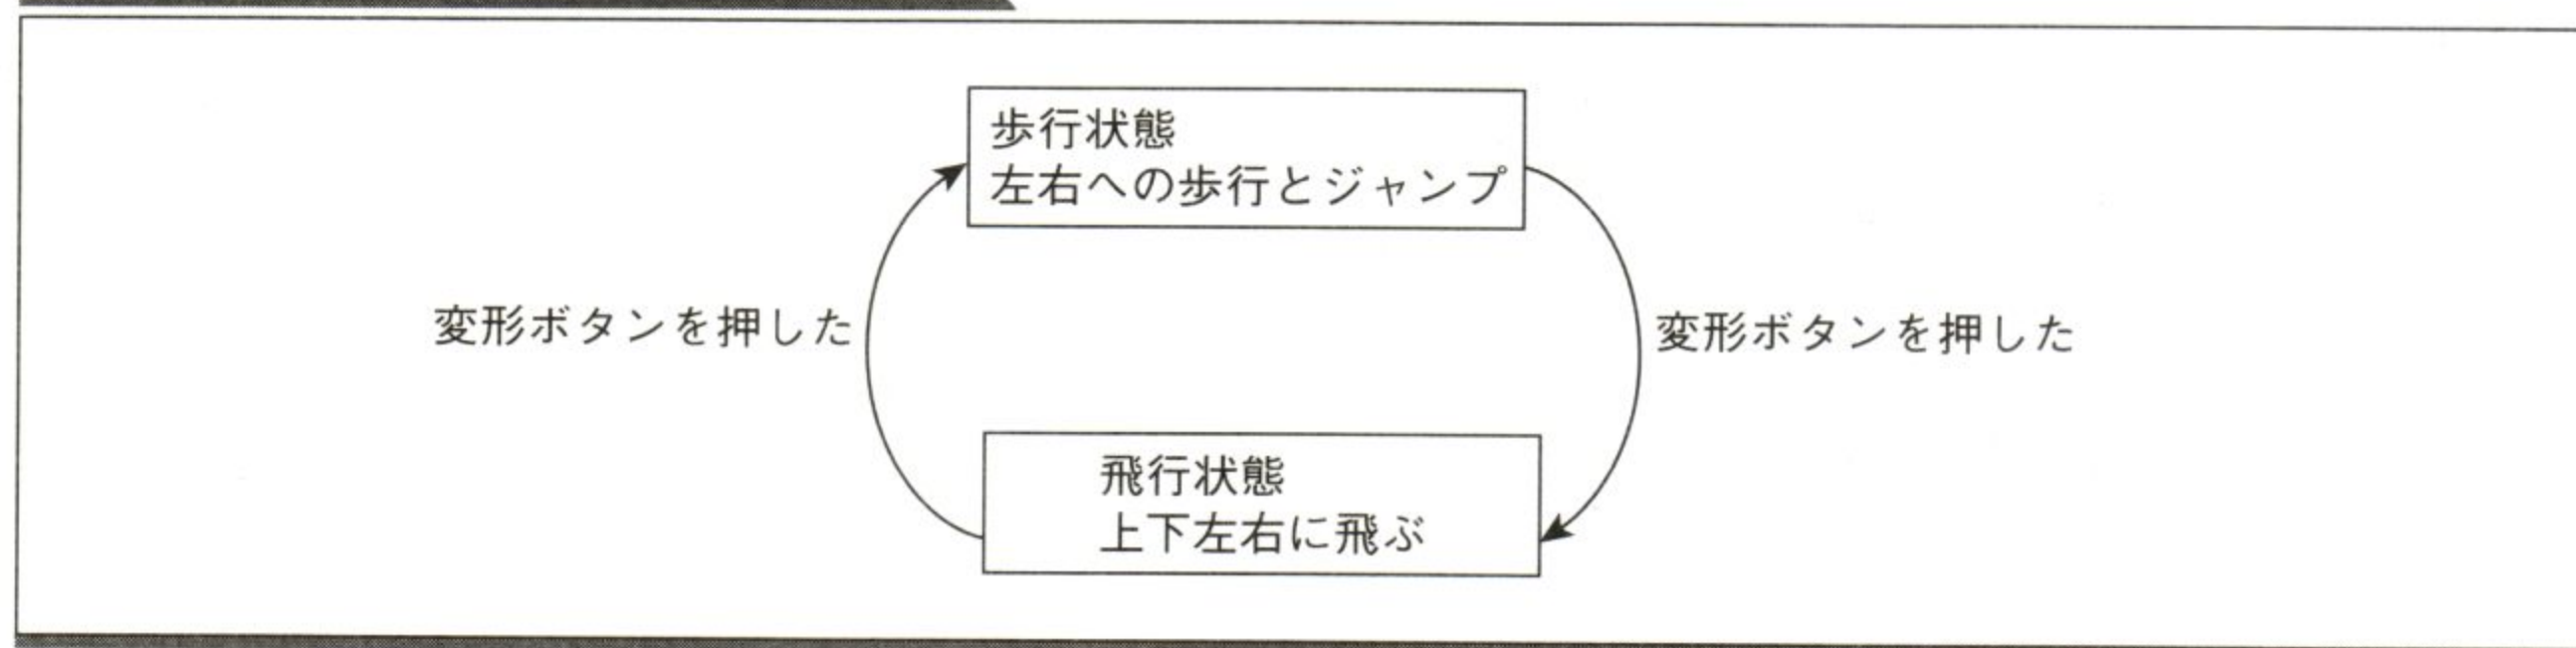 歩行状態
左右への歩行とジャンプ
変形ボタンを押した
変形ボタンを押した
飛行状態
上下左右に飛ぶ